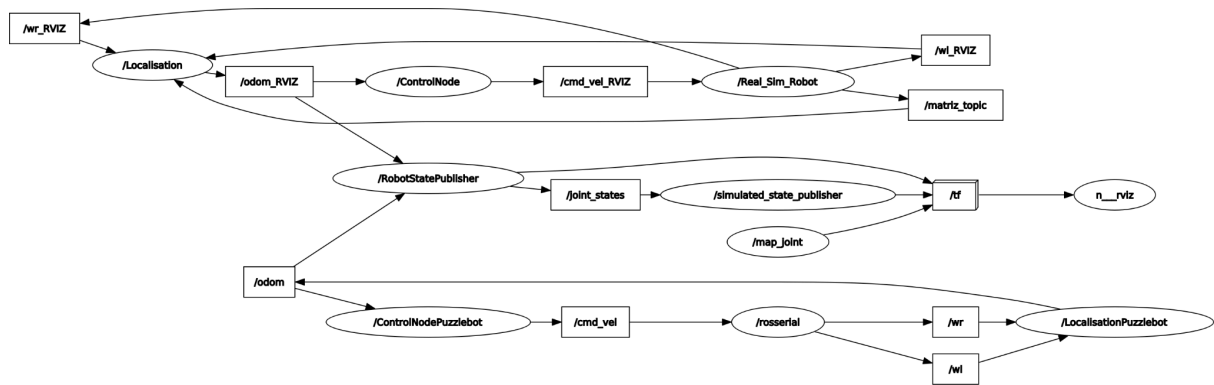 /wr_RVIZ
/Localisation
/odom_RVIZ
/ControlNode
/cmd_vel_RVIZ
/Real_Sim_Robot
/wl_RVIZ
/matriz_topic
/RobotStatePublisher
/joint_states
/simulated_state_publisher
/tf
n___rviz
/map_joint
/odom
/ControlNodePuzzlebot
/cmd_vel
/rosserial
/wr
/LocalisationPuzzlebot
/wl